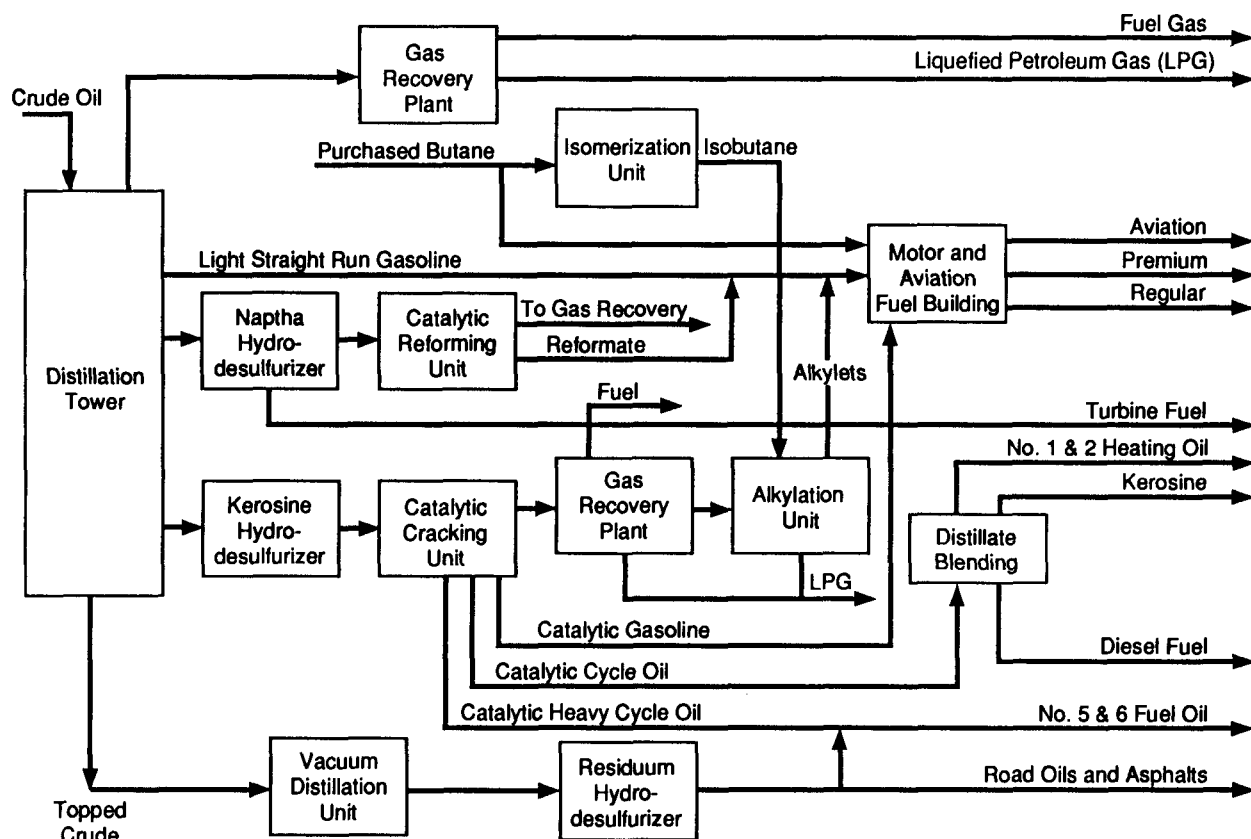 Fuel Gas
Gas
Recovery
Plant
Liquefied Petroleum Gas (LPG)
Crude Oil
Purchased Butane
Isomerization
Unit
Isobutane
Light Straight Run Gasoline
Motor and
Aviation
Fuel Building
Aviation
Premium
Regular
Naptha
Hydro-
desulfurizer
Catalytic
Reforming
Unit
To Gas Recovery
Reformate
Distillation
Tower
Alkylets
Fuel
Turbine Fuel
No. 1 & 2 Heating Oil
Kerosine
Kerosine
Hydro-
desulfurizer
Catalytic
Cracking
Unit
Gas
Recovery
Plant
Alkylation
Unit
Distillate
Blending
LPG
Catalytic Gasoline
Diesel Fuel
Catalytic Cycle Oil
Catalytic Heavy Cycle Oil
No. 5 & 6 Fuel Oil
Vacuum
Distillation
Unit
Residuum
Hydro-
desulfurizer
Road Oils and Asphalts
Topped
Crude